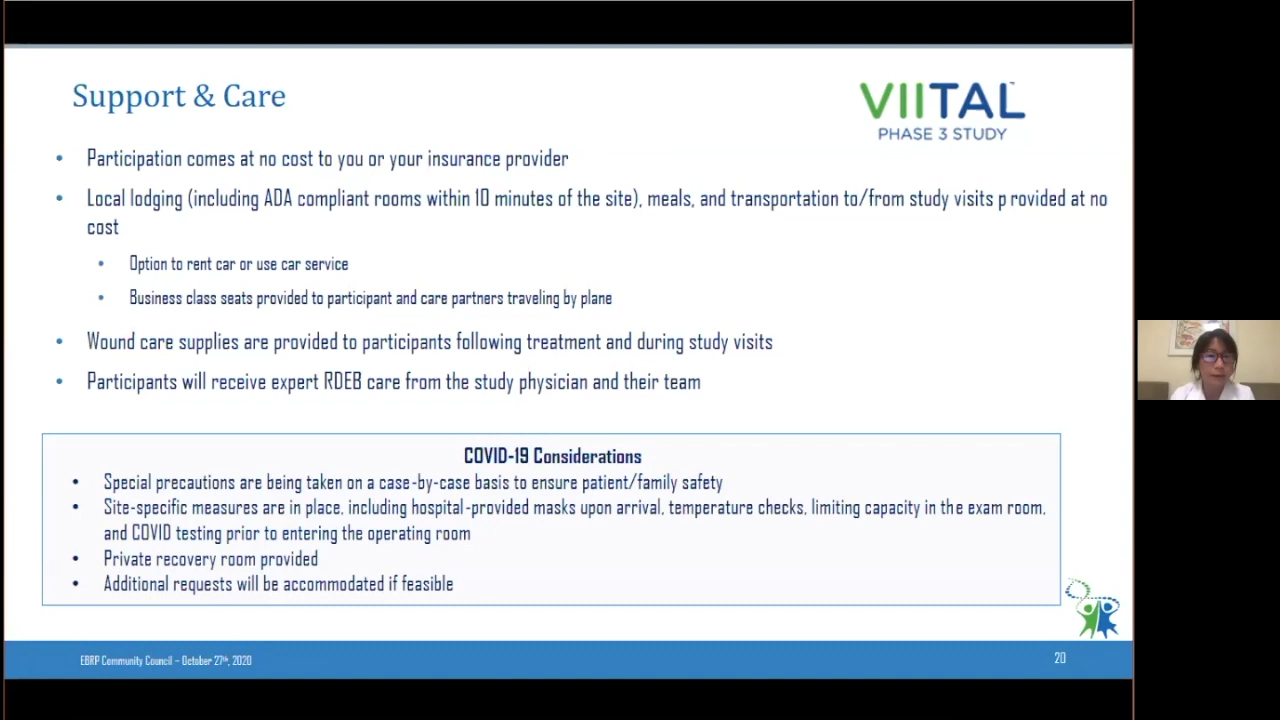 Support & Care
VIITAL™
PHASE 3 STUDY
• Participation comes at no cost to you or your insurance provider
• Local lodging (including ADA compliant rooms within 10 minutes of the site), meals, and transportation to/from study visits p rovided at no
cost
• Option to rent car or use car service
• Business class seats provided to participant and care partners traveling by plane
• Wound care supplies are provided to participants following treatment and during study visits
• Participants will receive expert RDEB care from the study physician and their team
COVID-19 Considerations
• Special precautions are being taken on a case-by-case basis to ensure patient/family safety
• Site-specific measures are in place, including hospital-provided masks upon arrival, temperature checks, limiting capacity in the exam room,
and COVID testing prior to entering the operating room
• Private recovery room provided
• Additional requests will be accommodated if feasible
EBRP Community Council – October 27th, 2020
20